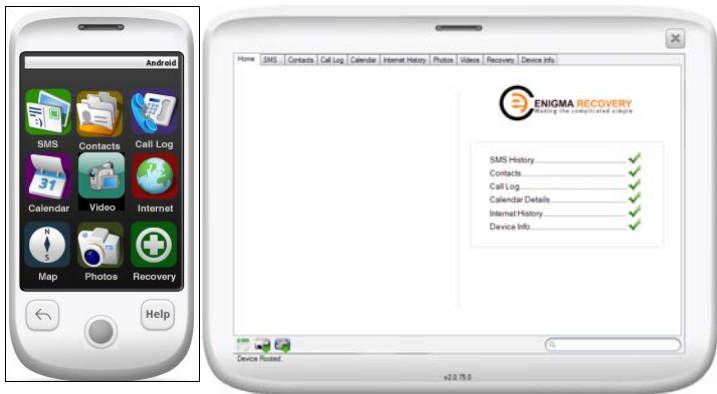 Android
SMS Contacts Call Log
31
Calendar Video Internet
N
S
Map Photos Recovery
Help
Home SMS Contacts Call Log Calendar Internet History Photos Videos Recovery Device Info
ENIGMA RECOVERY
Making the complicated simple
SMS History
Contacts
Call Log
Calendar Details
Internet History
Device Info
Device Rooted.
v2.0.75.0